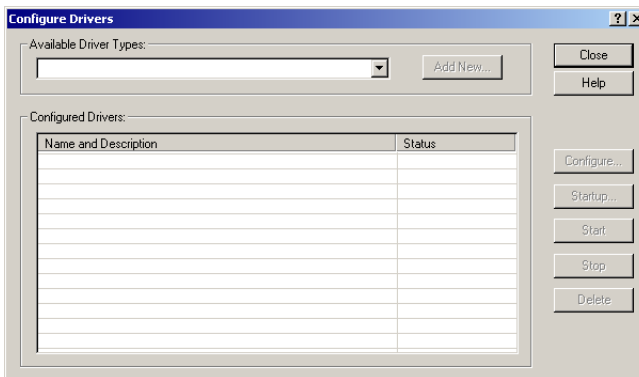 Configure Drivers
Available Driver Types:
Add New...
Close
Help
Configured Drivers:
Name and Description Status
Configure...
Startup...
Start
Stop
Delete